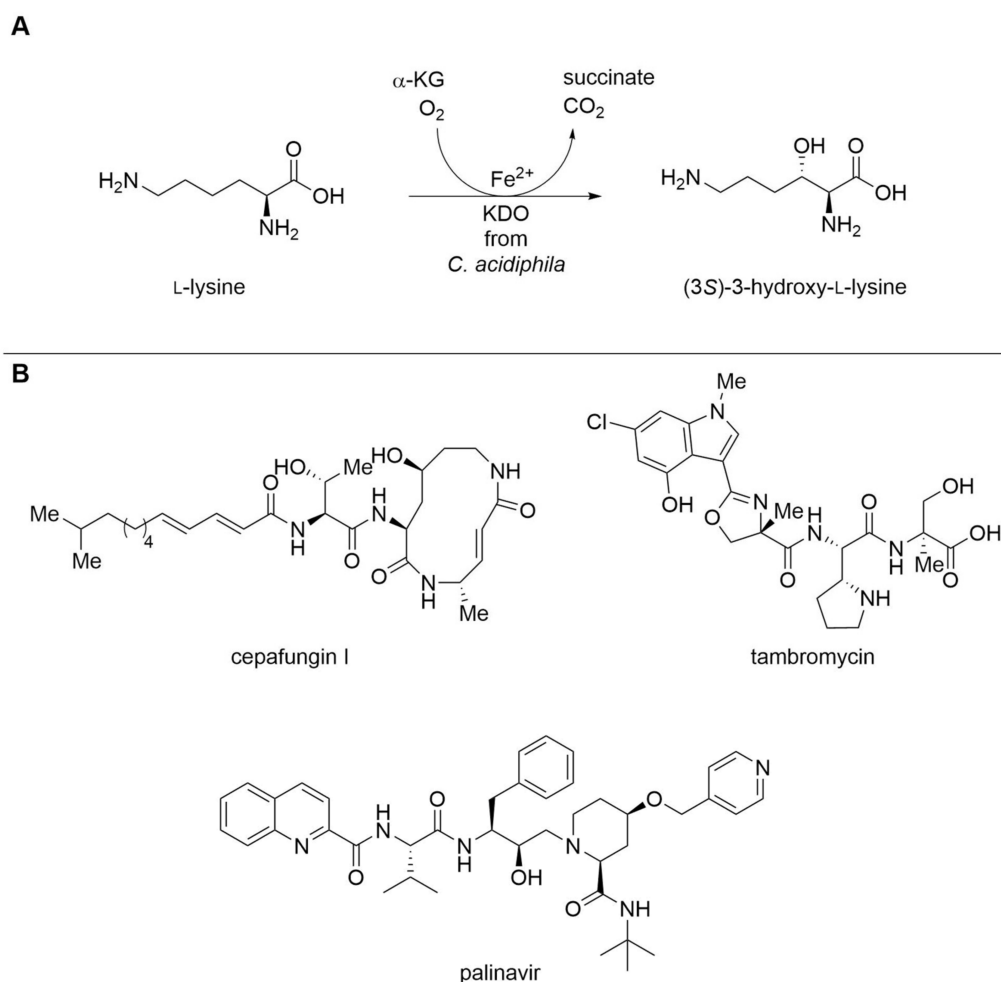 A
α-KG
O2
succinate
CO2
H2N
O
OH
NH2
Fe2+
KDO
from
C. acidiphila
H2N
OH
O
OH
NH2
L-lysine
(3S)-3-hydroxy-L-lysine
B
Me
Me
4
O
N
H
HO
Me
O
H
N
HO
NH
O
O
N
H
Me
cepafungin I
Me
N
Cl
OH
N
O
Me
O
H
N
O
N
H
OH
Me
O
OH
NH
tambromycin
N
O
H
N
O
N
H
OH
N
O
N
O
NH
palinavir